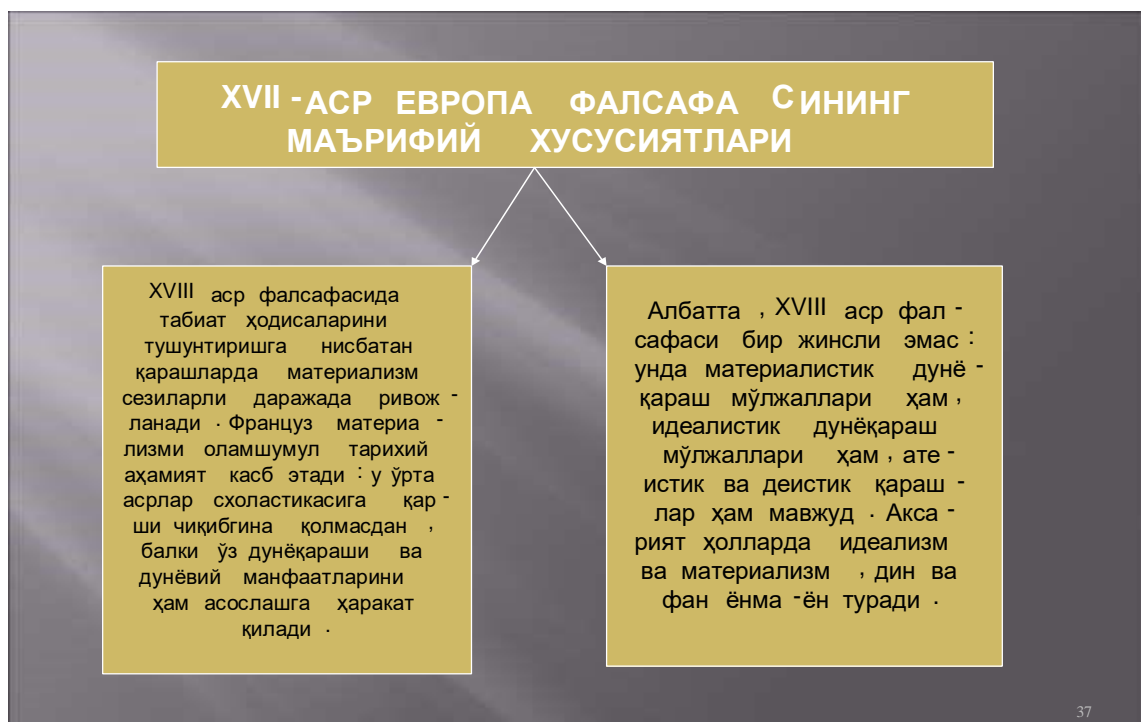 XVII - АСР ЕВРОПА ФАЛСАФА СИНИНГ
МАЪРИФИЙ ХУСУСИЯТЛАРИ
XVIII аср фалсафасида
табиат ҳодисаларини
тушунтиришга нисбатан
қарашларда материализм
сезиларли даражада ривож -
ланади . Француз материа -
лизми оламшумул тарихий
аҳамият касб этади : у ўрта
асрлар схоластикасига қар -
ши чиқибгина қолмасдан ,
балки ўз дунёқараши ва
дунёвий манфаатларини
ҳам асослашга ҳаракат
қилади .
Албатта , XVIII аср фал -
сафаси бир жинсли эмас :
унда материалистик дунё -
қараш мўлжаллари ҳам ,
идеалистик дунёқараш
мўлжаллари ҳам , ате -
истик ва деистик қараш -
лар ҳам мавжуд . Акса -
рият ҳолларда идеализм
ва материализм , дин ва
фан ёнма -ён туради .
37